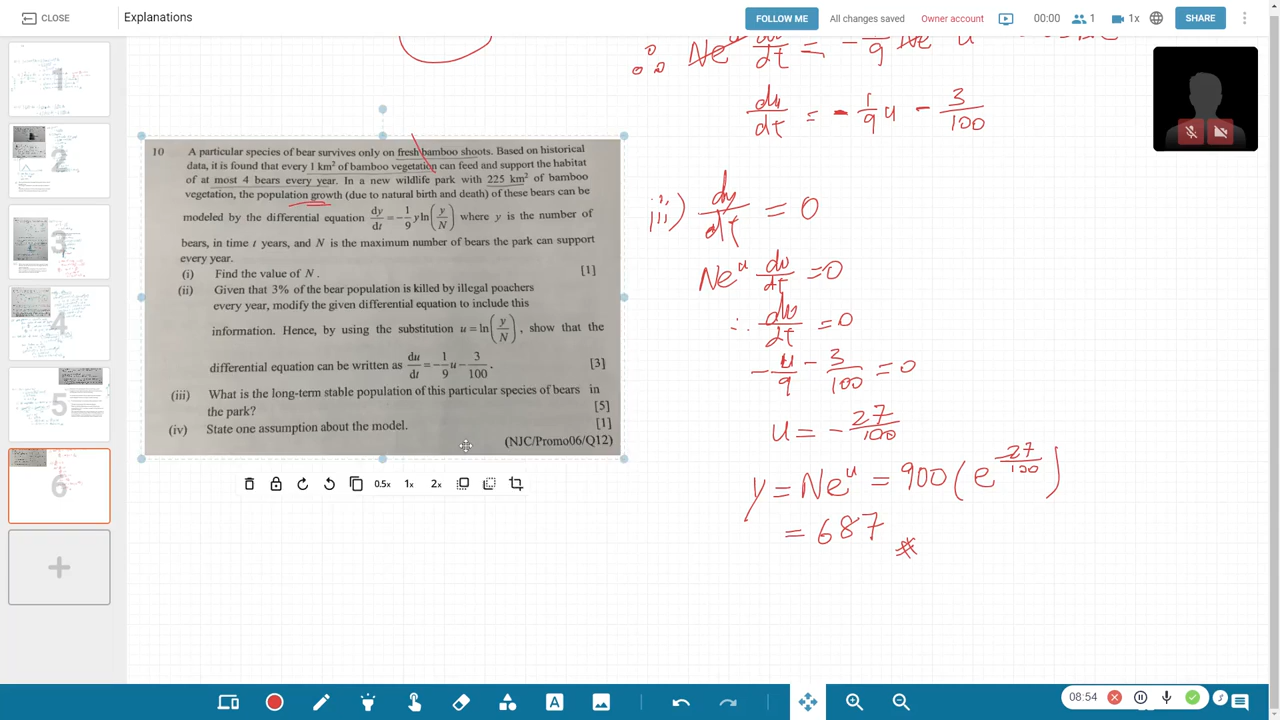 CLOSE
Explanations
FOLLOW ME
All changes saved
Owner account
00:00
1
1x
SHARE
1
2
3
4
5
6
10 A particular species of bear survives only on fresh bamboo shoots. Based on historical
data, it is found that every 1 km² of bamboo vegetation can feed and support the habitat
of at most 4 bears every year. In a new wildlife park with 225 km² of bamboo
vegetation, the population growth (due to natural birth and death) of these bears can be
modeled by the differential equation dy/dt = -1/9 y ln(y/N) where y is the number of
bears, in time t years, and N is the maximum number of bears the park can support
every year.
(i) Find the value of N. [1]
(ii) Given that 3% of the bear population is killed by illegal poachers
every year, modify the given differential equation to include this
information. Hence, by using the substitution u = ln(y/N), show that the
differential equation can be written as du/dt = -1/9 u - 3/100. [3]
(iii) What is the long-term stable population of this particular species of bears in
the park? [5]
(iv) State one assumption about the model. [1]
(NJC/Promo06/Q12)
0.5x 1x 2x
du/dt = -1/9 u - 3/100
iii) dy/dt = 0
Ne^u du/dt = 0
∴ du/dt = 0
-u/9 - 3/100 = 0
u = -27/100
y = Ne^u = 900(e^-27/100)
= 687
08:54